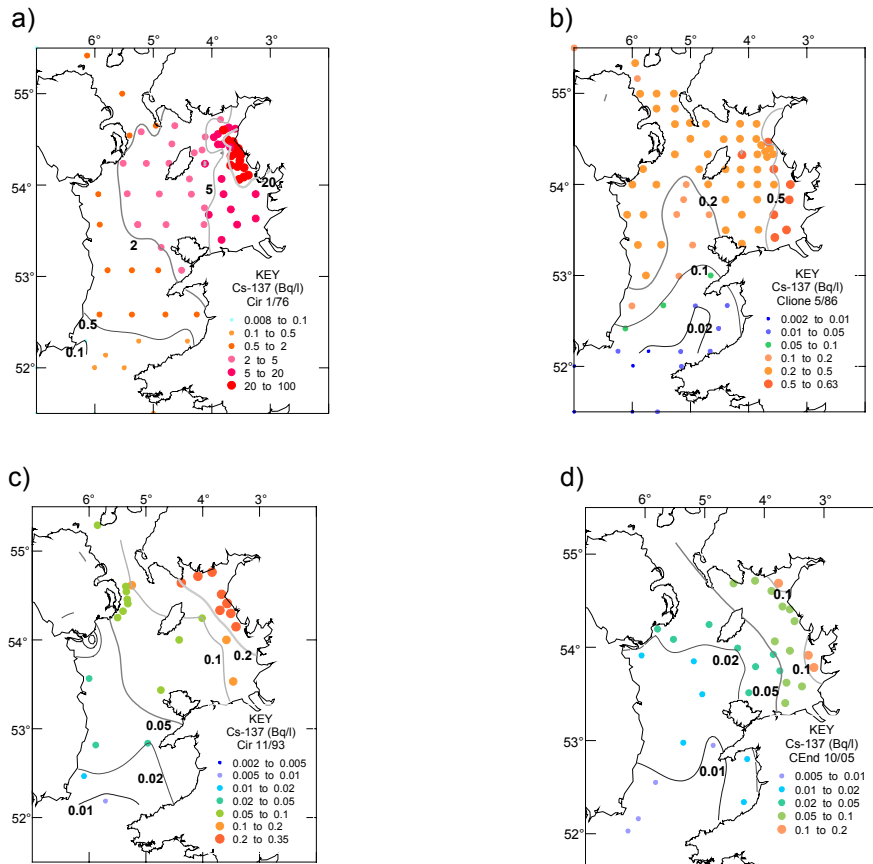 a)
6° 5° 4° 3°
55°
54°
53°
52°
5
20
2
0.5
0.1
KEY
Cs-137 (Bq/l)
Cir 1/76
0.008 to 0.1
0.1 to 0.5
0.5 to 2
2 to 5
5 to 20
20 to 100
b)
6° 5° 4° 3°
55°
54°
53°
52°
0.2
0.5
0.1
0.02
KEY
Cs-137 (Bq/l)
Clione 5/86
0.002 to 0.01
0.01 to 0.05
0.05 to 0.1
0.1 to 0.2
0.2 to 0.5
0.5 to 0.63
c)
6° 5° 4° 3°
55°
54°
53°
52°
0.2
0.1
0.05
0.02
0.01
KEY
Cs-137 (Bq/l)
Cir 11/93
0.002 to 0.005
0.005 to 0.01
0.01 to 0.02
0.02 to 0.05
0.05 to 0.1
0.1 to 0.2
0.2 to 0.35
d)
6° 5° 4° 3°
55°
54°
53°
52°
0.1
0.02
0.1
0.05
0.01
KEY
Cs-137 (Bq/l)
CEnd 10/05
0.005 to 0.01
0.01 to 0.02
0.02 to 0.05
0.05 to 0.1
0.1 to 0.2